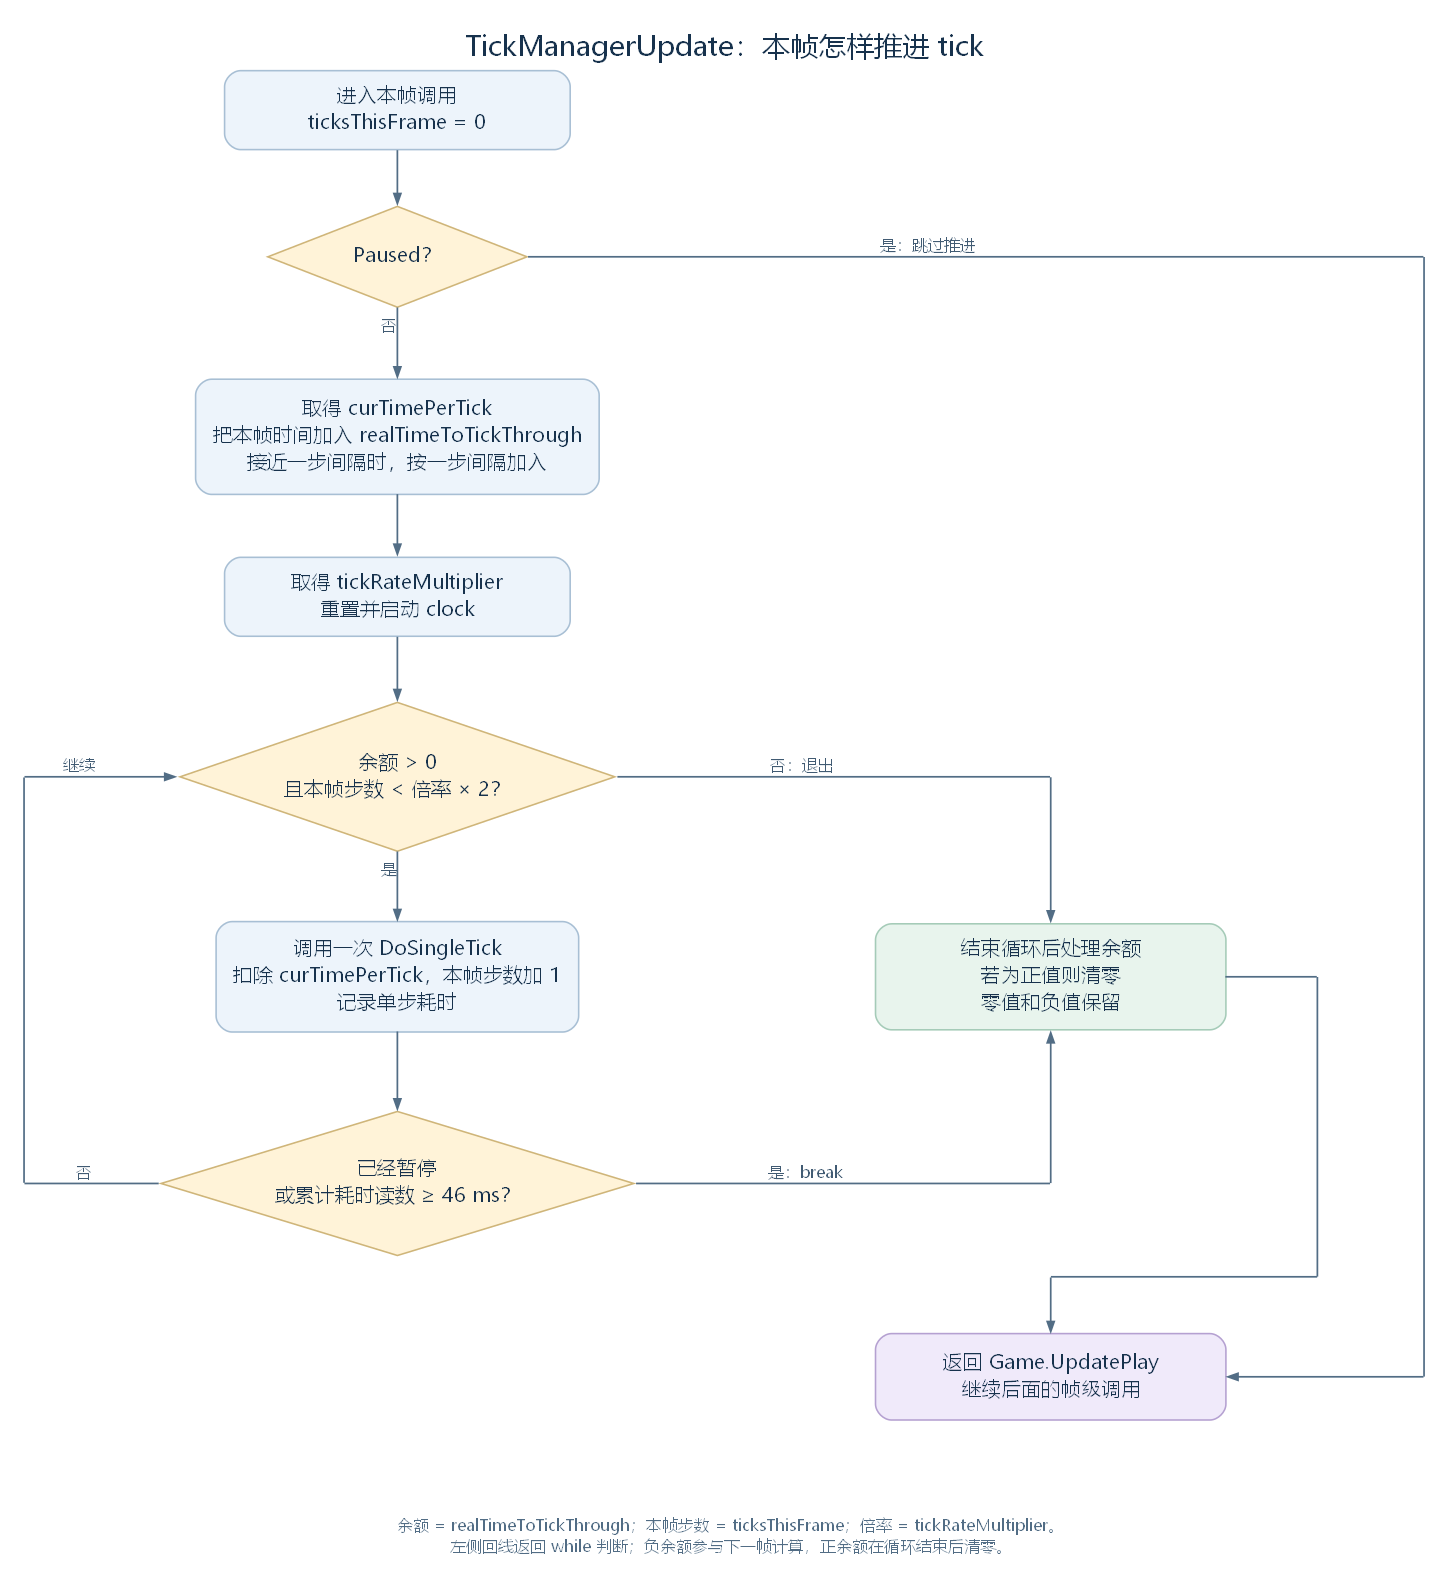 TickManagerUpdate：本帧怎样推进 tick
进入本帧调用
ticksThisFrame = 0
Paused？
是：跳过推进
否
取得 curTimePerTick
把本帧时间加入 realTimeToTickThrough
接近一步间隔时，按一步间隔加入
取得 tickRateMultiplier
重置并启动 clock
余额 > 0
且本帧步数 < 倍率 × 2？
继续
否：退出
是
调用一次 DoSingleTick
扣除 curTimePerTick，本帧步数加 1
记录单步耗时
结束循环后处理余额
若为正值则清零
零值和负值保留
已经暂停
或累计耗时读数 ≥ 46 ms？
否
是：break
返回 Game.UpdatePlay
继续后面的帧级调用
余额 = realTimeToTickThrough；本帧步数 = ticksThisFrame；倍率 = tickRateMultiplier。
左侧回线返回 while 判断；负余额参与下一帧计算，正余额在循环结束后清零。